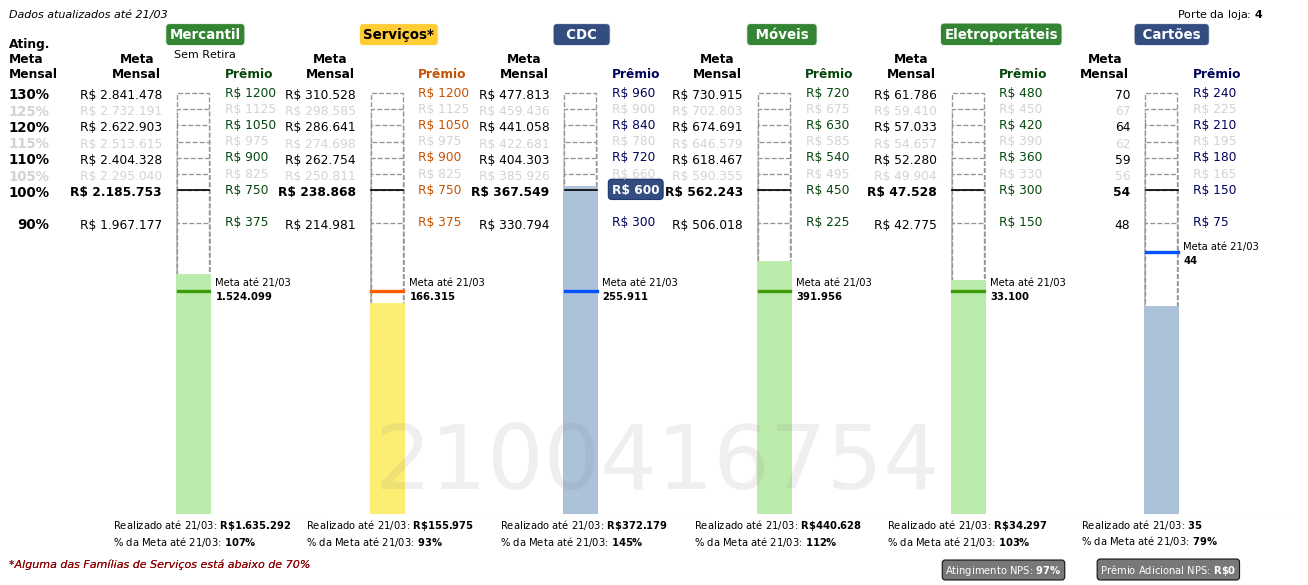 Dados atualizados até 21/03
Porte da loja: 4
Mercantil Serviços* CDC Móveis Eletroportáteis Cartões
Sem Retira
Ating. Meta Mensal
Meta Mensal Prêmio Meta Mensal Prêmio Meta Mensal Prêmio Meta Mensal Prêmio Meta Mensal Prêmio Meta Mensal Prêmio
130% R$ 2.841.478 R$ 1200 R$ 310.528 R$ 1200 R$ 477.813 R$ 960 R$ 730.915 R$ 720 R$ 61.786 R$ 480 70 R$ 240
125% R$ 2.732.191 R$ 1125 R$ 298.585 R$ 1125 R$ 459.436 R$ 900 R$ 702.803 R$ 675 R$ 59.410 R$ 450 67 R$ 225
120% R$ 2.622.903 R$ 1050 R$ 286.641 R$ 1050 R$ 441.058 R$ 840 R$ 674.691 R$ 630 R$ 57.033 R$ 420 64 R$ 210
115% R$ 2.513.615 R$ 975 R$ 274.698 R$ 975 R$ 422.681 R$ 780 R$ 646.579 R$ 585 R$ 54.657 R$ 390 62 R$ 195
110% R$ 2.404.328 R$ 900 R$ 262.754 R$ 900 R$ 404.303 R$ 720 R$ 618.467 R$ 540 R$ 52.280 R$ 360 59 R$ 180
105% R$ 2.295.040 R$ 825 R$ 250.811 R$ 825 R$ 385.926 R$ 660 R$ 590.355 R$ 495 R$ 49.904 R$ 330 56 R$ 165
100% R$ 2.185.753 R$ 750 R$ 238.868 R$ 750 R$ 367.549 R$ 600 R$ 562.243 R$ 450 R$ 47.528 R$ 300 54 R$ 150
90% R$ 1.967.177 R$ 375 R$ 214.981 R$ 375 R$ 330.794 R$ 300 R$ 506.018 R$ 225 R$ 42.775 R$ 150 48 R$ 75
Meta até 21/03
44
Meta até 21/03 Meta até 21/03 Meta até 21/03 Meta até 21/03 Meta até 21/03
1.524.099 166.315 255.911 391.956 33.100
2100416754
Realizado até 21/03: R$1.635.292 Realizado até 21/03: R$155.975 Realizado até 21/03: R$372.179 Realizado até 21/03: R$440.628 Realizado até 21/03: R$34.297 Realizado até 21/03: 35
% da Meta até 21/03: 107% % da Meta até 21/03: 93% % da Meta até 21/03: 145% % da Meta até 21/03: 112% % da Meta até 21/03: 103% % da Meta até 21/03: 79%
*Alguma das Famílias de Serviços está abaixo de 70%
Atingimento NPS: 97% Prêmio Adicional NPS: R$0